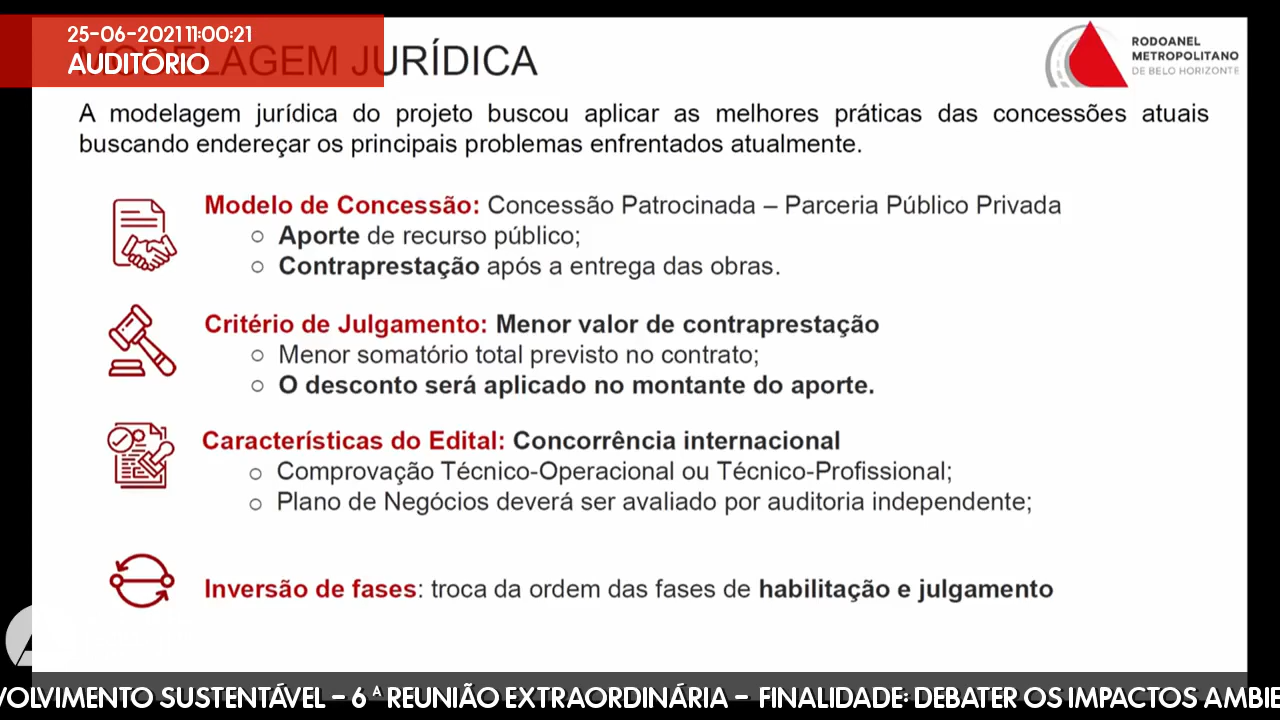 25-06-2021 11:00:21
AUDITÓRIO
MODELAGEM JURÍDICA
RODOANEL
METROPOLITANO
DE BELO HORIZONTE
A modelagem jurídica do projeto buscou aplicar as melhores práticas das concessões atuais
buscando endereçar os principais problemas enfrentados atualmente.
Modelo de Concessão: Concessão Patrocinada – Parceria Público Privada
○ Aporte de recurso público;
○ Contraprestação após a entrega das obras.
Critério de Julgamento: Menor valor de contraprestação
○ Menor somatório total previsto no contrato;
○ O desconto será aplicado no montante do aporte.
Características do Edital: Concorrência internacional
○ Comprovação Técnico-Operacional ou Técnico-Profissional;
○ Plano de Negócios deverá ser avaliado por auditoria independente;
Inversão de fases: troca da ordem das fases de habilitação e julgamento
VOLVIMENTO SUSTENTÁVEL – 6 ª REUNIÃO EXTRAORDINÁRIA – FINALIDADE: DEBATER OS IMPACTOS AMBIE